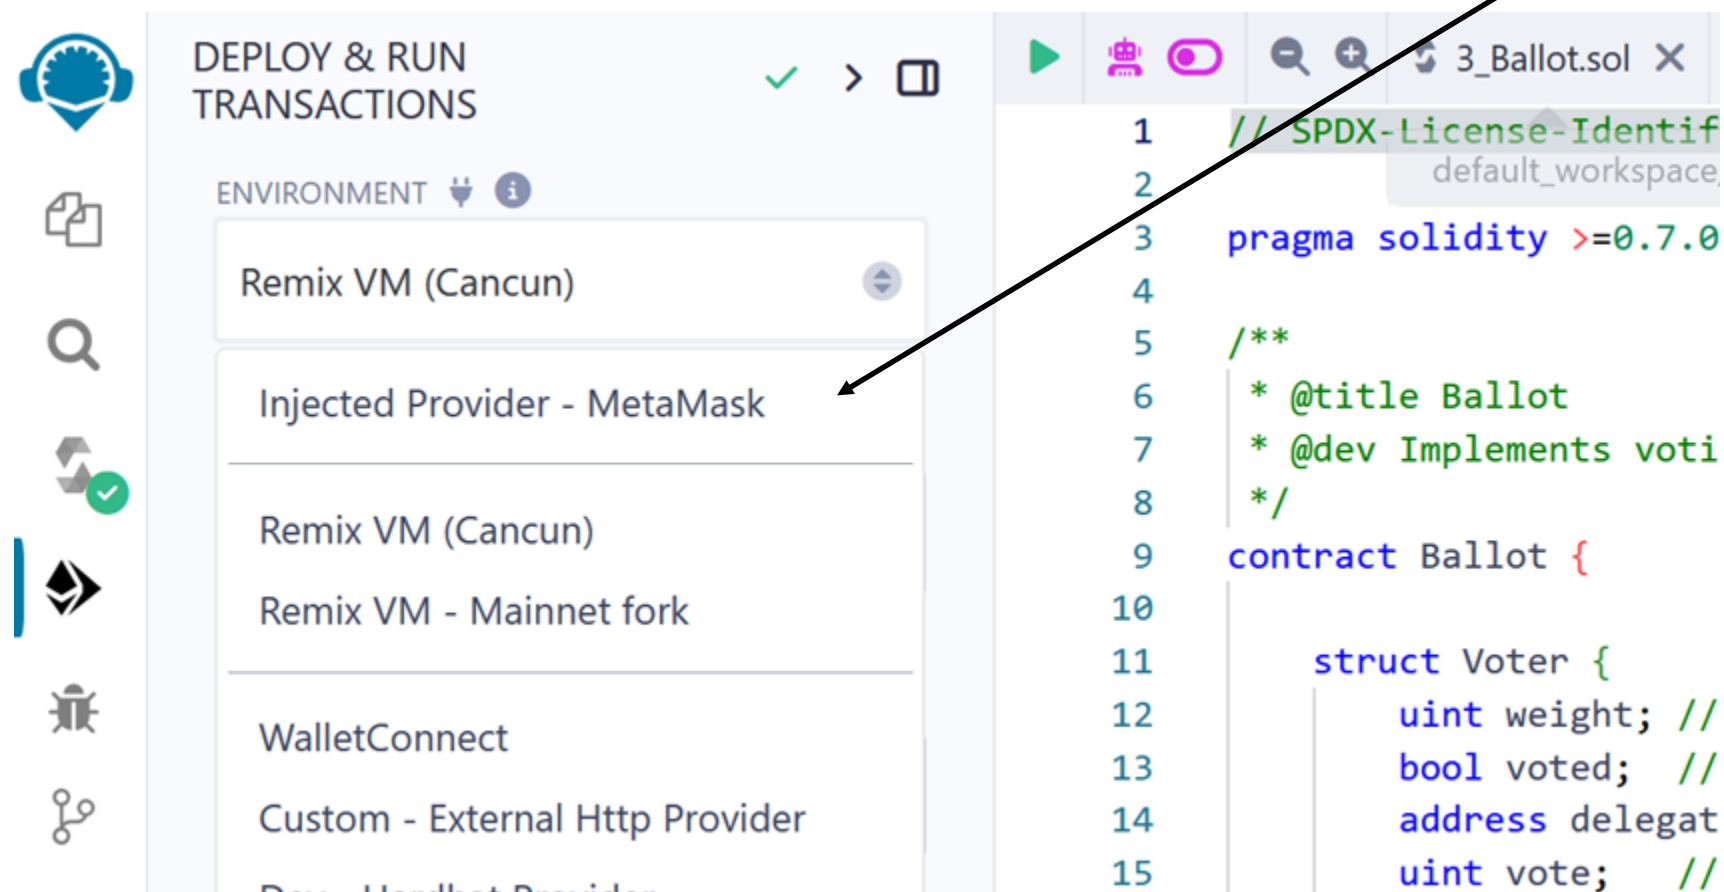 DEPLOY & RUN
TRANSACTIONS
ENVIRONMENT
Remix VM (Cancun)
Injected Provider - MetaMask
Remix VM (Cancun)
Remix VM - Mainnet fork
WalletConnect
Custom - External Http Provider
3_Ballot.sol
default_workspace
1 // SPDX-License-Identif
2
3 pragma solidity >=0.7.0
4
5 /**
6 * @title Ballot
7 * @dev Implements voti
8 */
9 contract Ballot {
10
11 struct Voter {
12 uint weight; //
13 bool voted; //
14 address delegat
15 uint vote; //